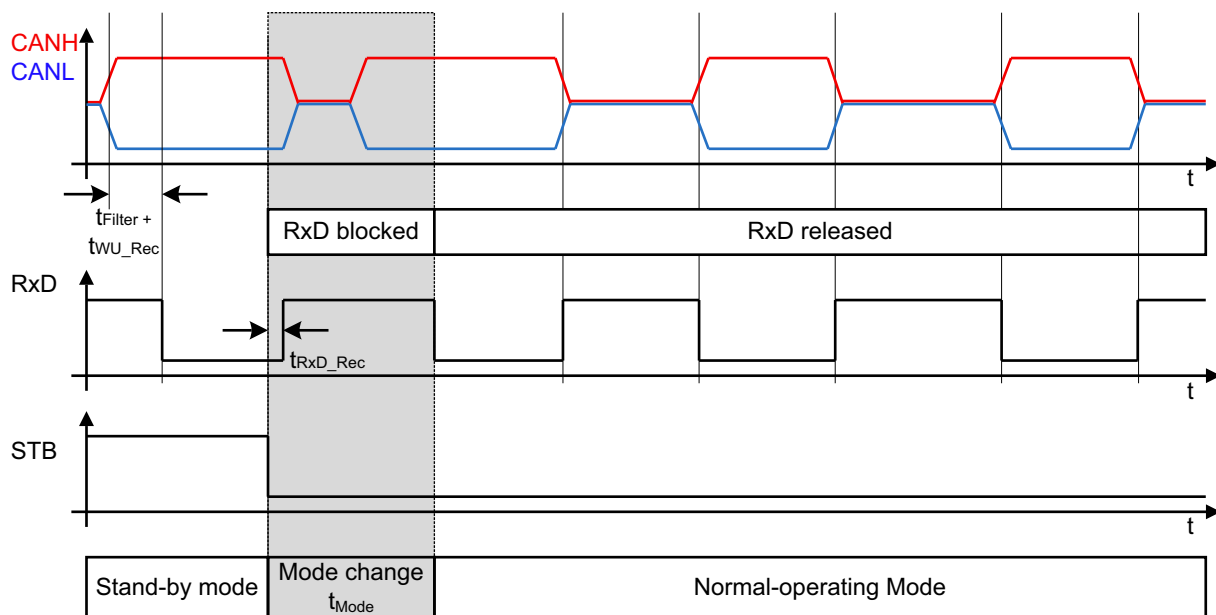 CANH
CANL
t
tFilter +
tWU_Rec
RxD blocked
RxD released
RxD
tRxD_Rec
t
STB
t
Stand-by mode
Mode change
tMode
Normal-operating Mode